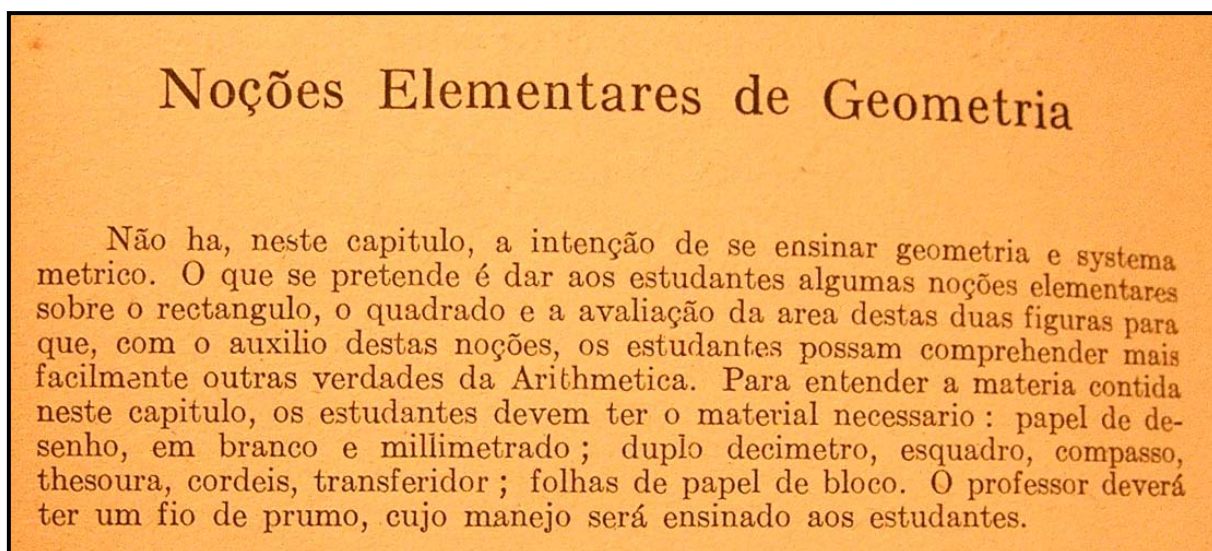 Noções Elementares de Geometria
Não ha, neste capitulo, a intenção de se ensinar geometria e systema
metrico. O que se pretende é dar aos estudantes algumas noções elementares
sobre o rectangulo, o quadrado e a avaliação da area destas duas figuras para
que, com o auxilio destas noções, os estudantes possam comprehender mais
facilmente outras verdades da Arithmetica. Para entender a materia contida
neste capitulo, os estudantes devem ter o material necessario : papel de de-
senho, em branco e millimetrado ; duplo decimetro, esquadro, compasso,
thesoura, cordeis, transferidor ; folhas de papel de bloco. O professor deverá
ter um fio de prumo, cujo manejo será ensinado aos estudantes.